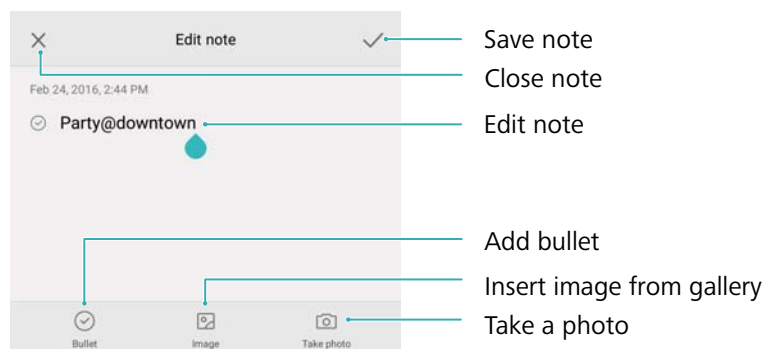 Edit note
Save note
Close note
Feb 24, 2016, 2:44 PM
Party@downtown
Edit note
Add bullet
Insert image from gallery
Take a photo
Bullet
Image
Take photo